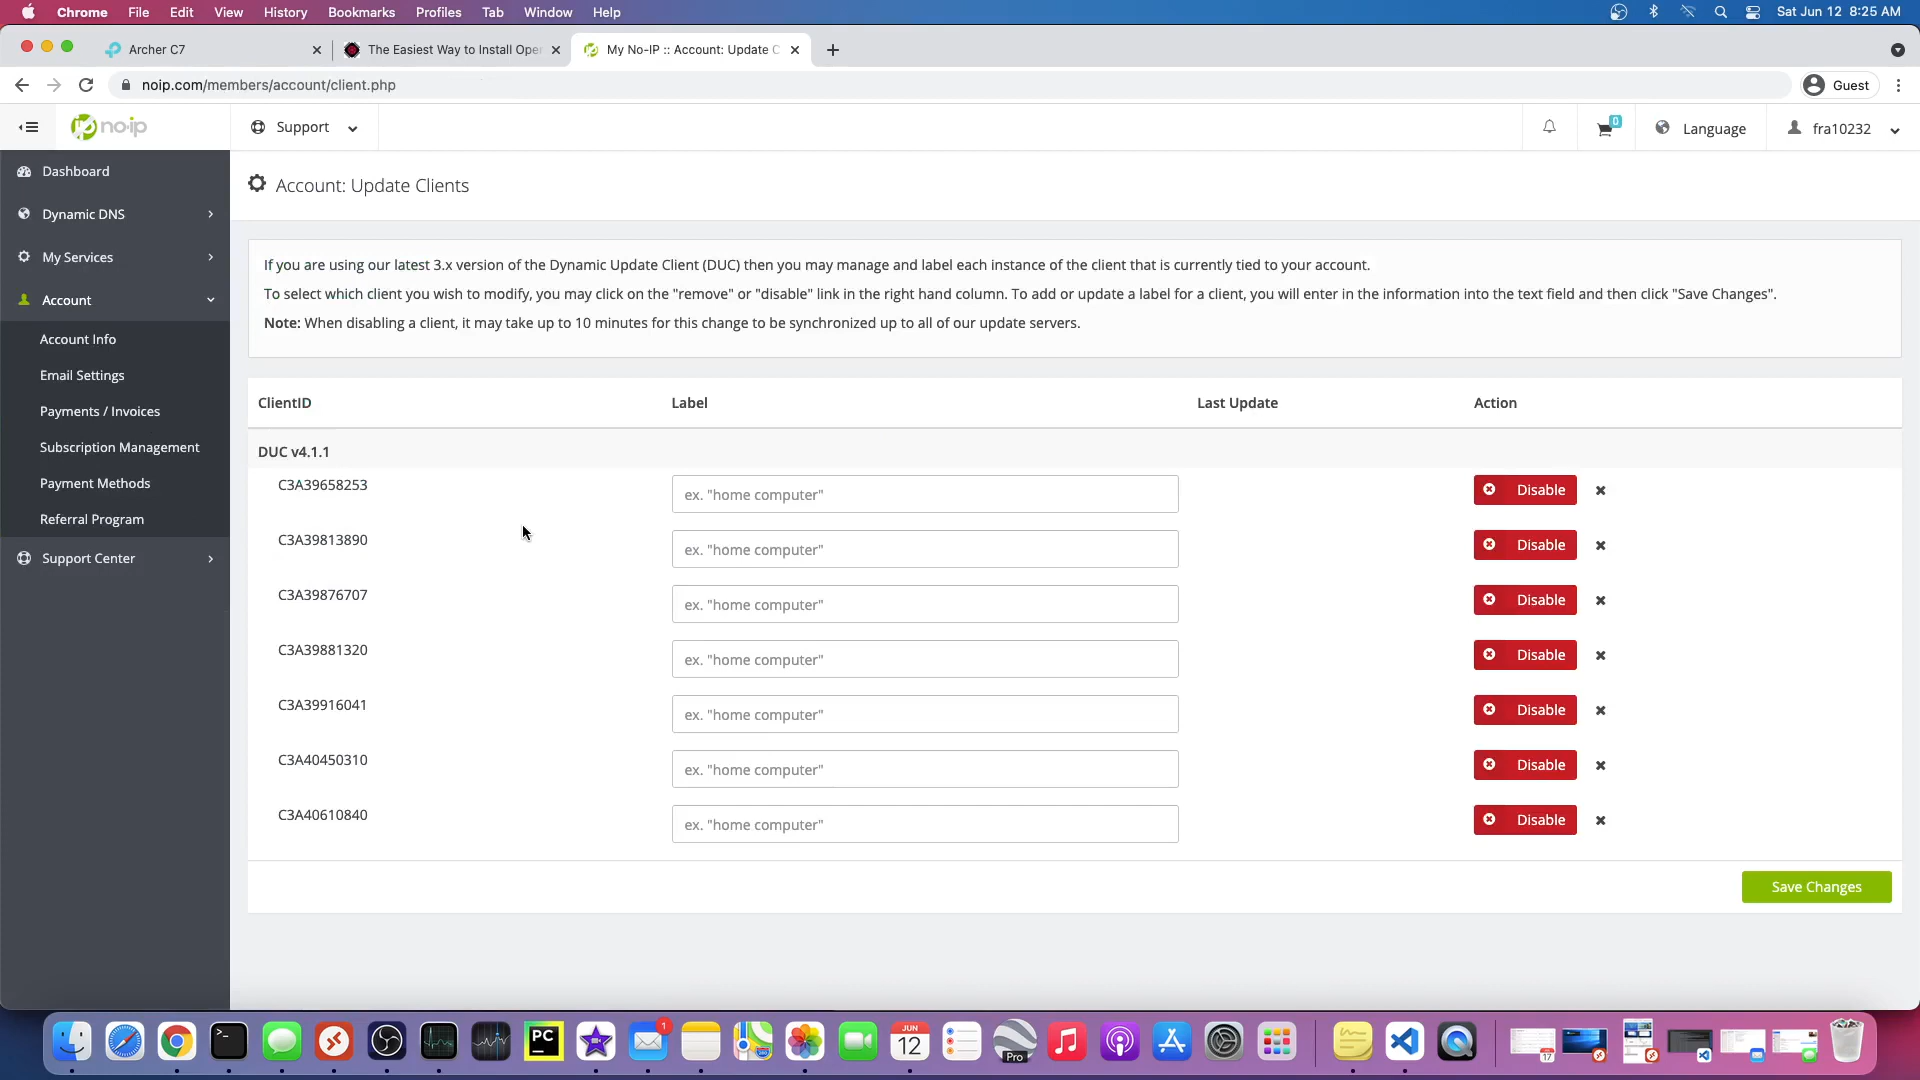 Chrome File Edit View History Bookmarks Profiles Tab Window Help
Sat Jun 12 8:25 AM
Archer C7
The Easiest Way to Install Ope
My No-IP :: Account: Update C
noip.com/members/account/client.php
Guest
no-ip
Support
0
Language
fra10232
Dashboard
Dynamic DNS
My Services
Account
Account Info
Email Settings
Payments / Invoices
Subscription Management
Payment Methods
Referral Program
Support Center
Account: Update Clients
If you are using our latest 3.x version of the Dynamic Update Client (DUC) then you may manage and label each instance of the client that is currently tied to your account.
To select which client you wish to modify, you may click on the "remove" or "disable" link in the right hand column. To add or update a label for a client, you will enter in the information into the text field and then click "Save Changes".
Note: When disabling a client, it may take up to 10 minutes for this change to be synchronized up to all of our update servers.
ClientID Label Last Update Action
DUC v4.1.1
C3A39658253 ex. "home computer" Disable
C3A39813890 ex. "home computer" Disable
C3A39876707 ex. "home computer" Disable
C3A39881320 ex. "home computer" Disable
C3A39916041 ex. "home computer" Disable
C3A40450310 ex. "home computer" Disable
C3A40610840 ex. "home computer" Disable
Save Changes
PC
1
JUN
12
Pro
17